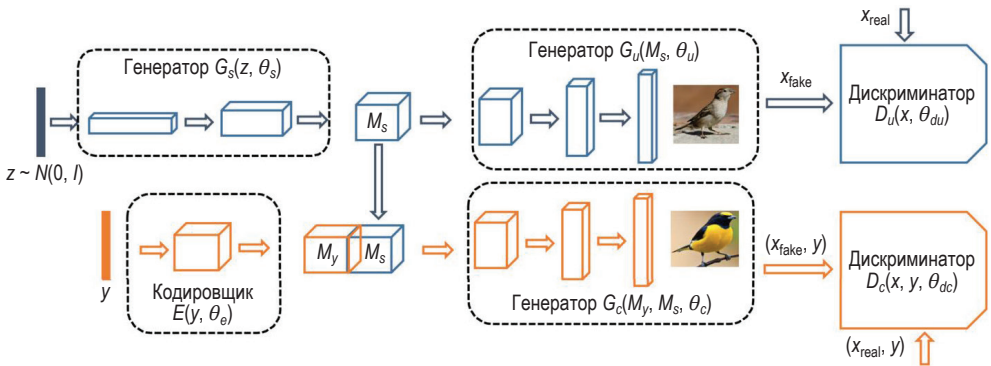 x_real
Генератор G_s(z, θ_s)
Генератор G_u(M_s, θ_u)
x_fake
Дискриминатор
D_u(x, θ_du)
M_s
z ~ N(0, I)
M_y M_s
(x_fake, y)
Дискриминатор
D_c(x, y, θ_dc)
y
Кодировщик
E(y, θ_e)
Генератор G_c(M_y, M_s, θ_c)
(x_real, y)